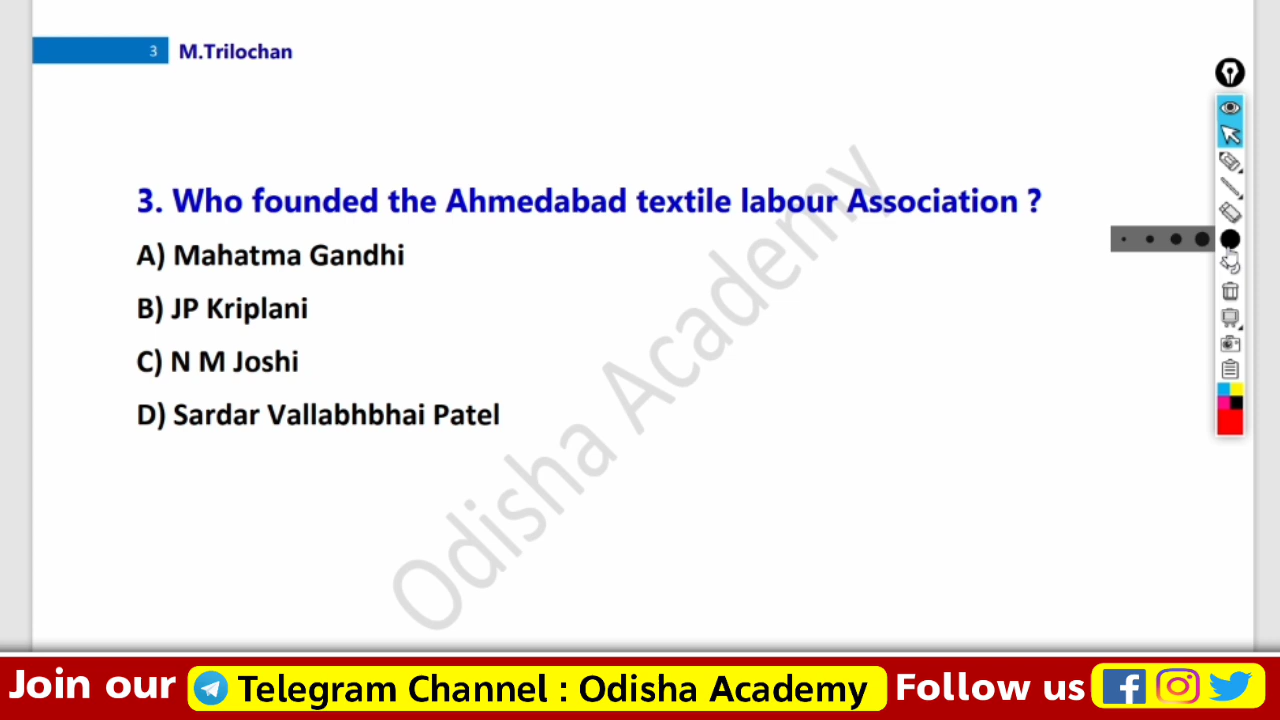 3 M.Trilochan
3. Who founded the Ahmedabad textile labour Association ?
A) Mahatma Gandhi
B) JP Kriplani
C) N M Joshi
D) Sardar Vallabhbhai Patel
Odisha Academy
Join our Telegram Channel : Odisha Academy Follow us